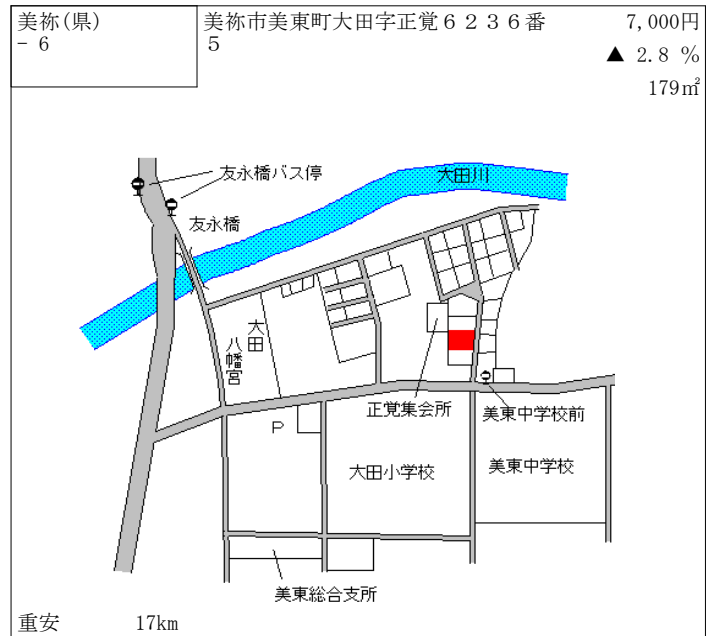 美祢(県)
- 6
美祢市美東町大田字正覚６２３６番
５
7,000円
▲ 2.8 %
179㎡
友永橋バス停
大田川
友永橋
大田
八幡宮
正覚集会所
美東中学校前
P
大田小学校
美東中学校
美東総合支所
重安 17km